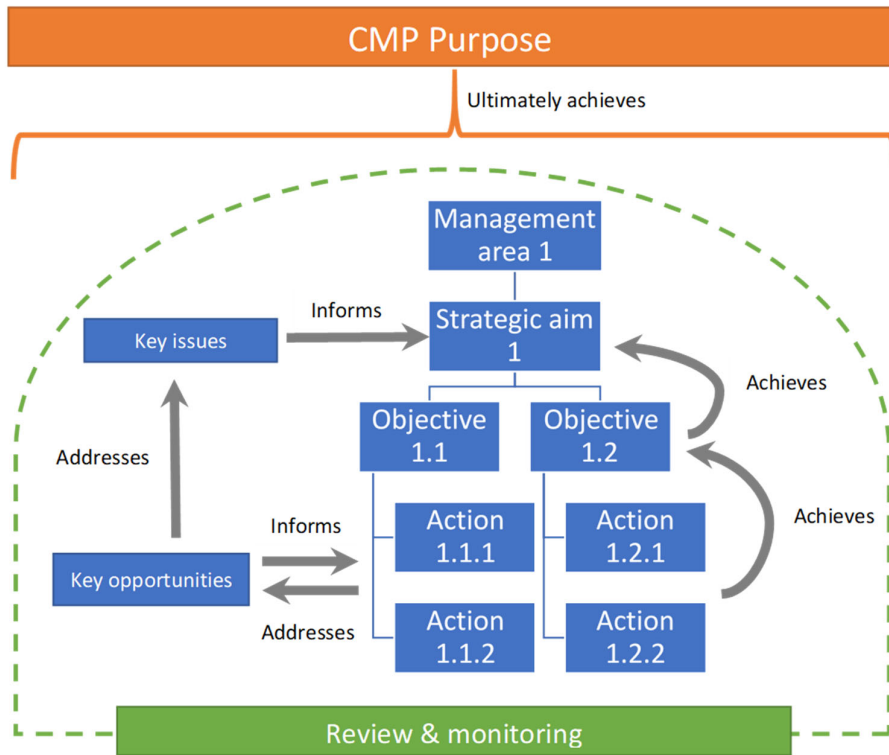 CMP Purpose
Ultimately achieves
Management
area 1
Informs
Strategic aim
1
Key issues
Achieves
Objective
1.1
Objective
1.2
Addresses
Achieves
Informs
Action
1.1.1
Action
1.2.1
Key opportunities
Addresses
Action
1.1.2
Action
1.2.2
Review & monitoring